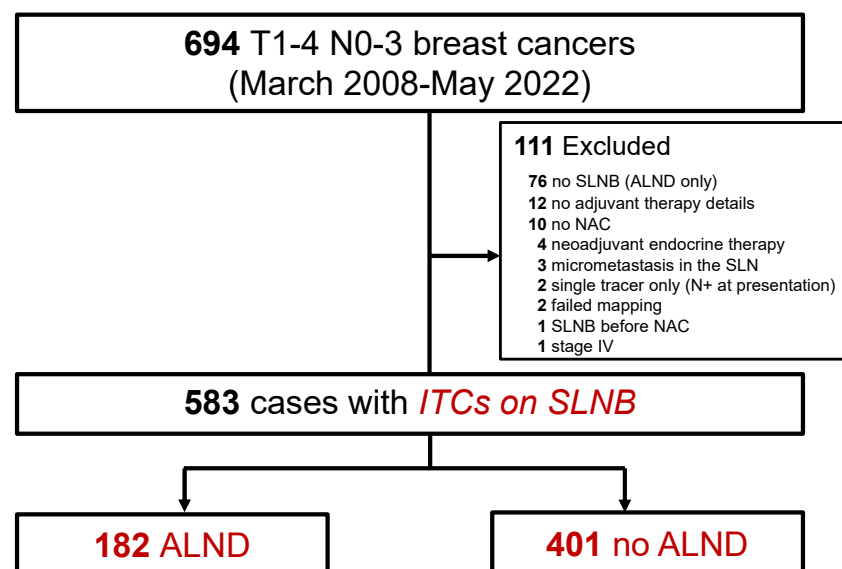 694 T1-4 N0-3 breast cancers
(March 2008-May 2022)
111 Excluded
76 no SLNB (ALND only)
12 no adjuvant therapy details
10 no NAC
4 neoadjuvant endocrine therapy
3 micrometastasis in the SLN
2 single tracer only (N+ at presentation)
2 failed mapping
1 SLNB before NAC
1 stage IV
583 cases with ITCs on SLNB
182 ALND
401 no ALND